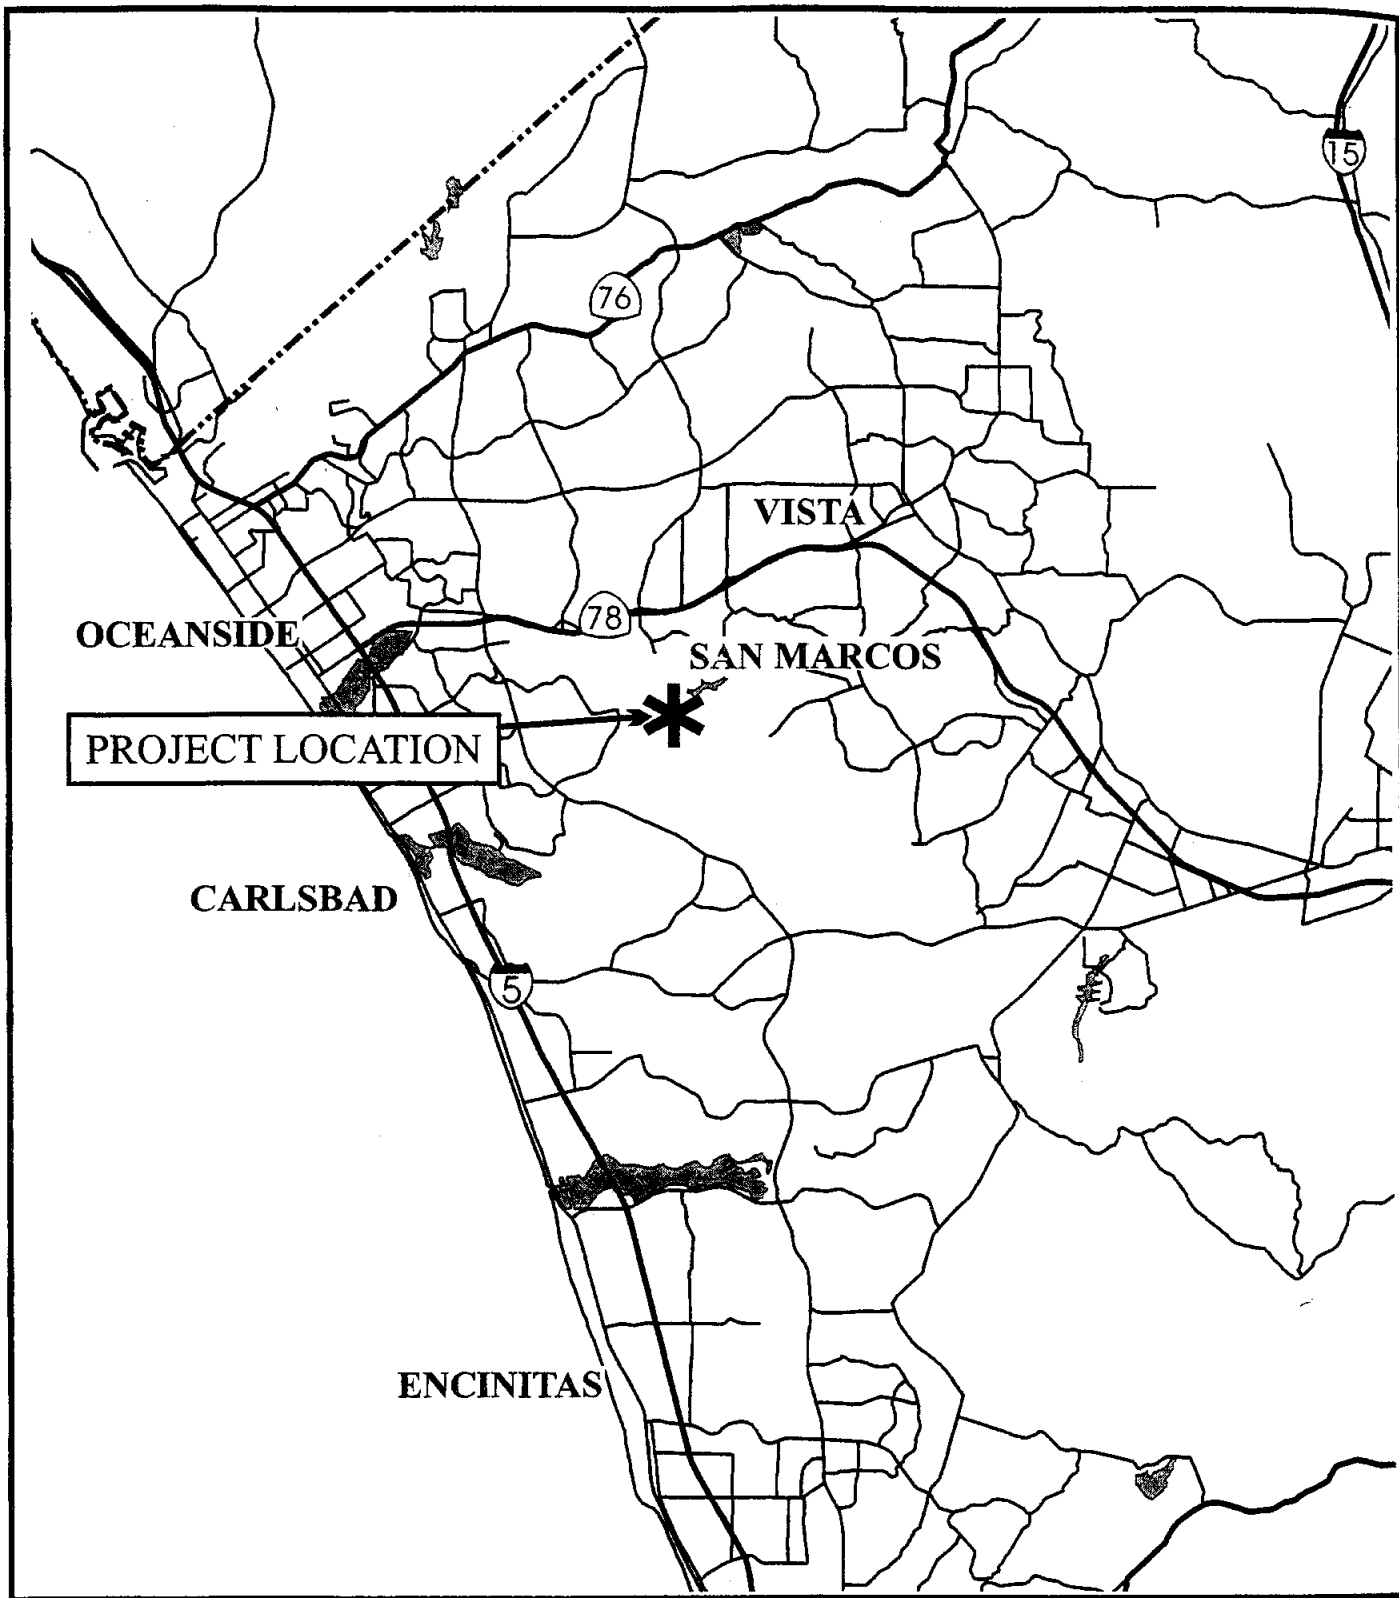 15
76
VISTA
78
OCEANSIDE
SAN MARCOS
PROJECT LOCATION
CARLSBAD
5
ENCINITAS